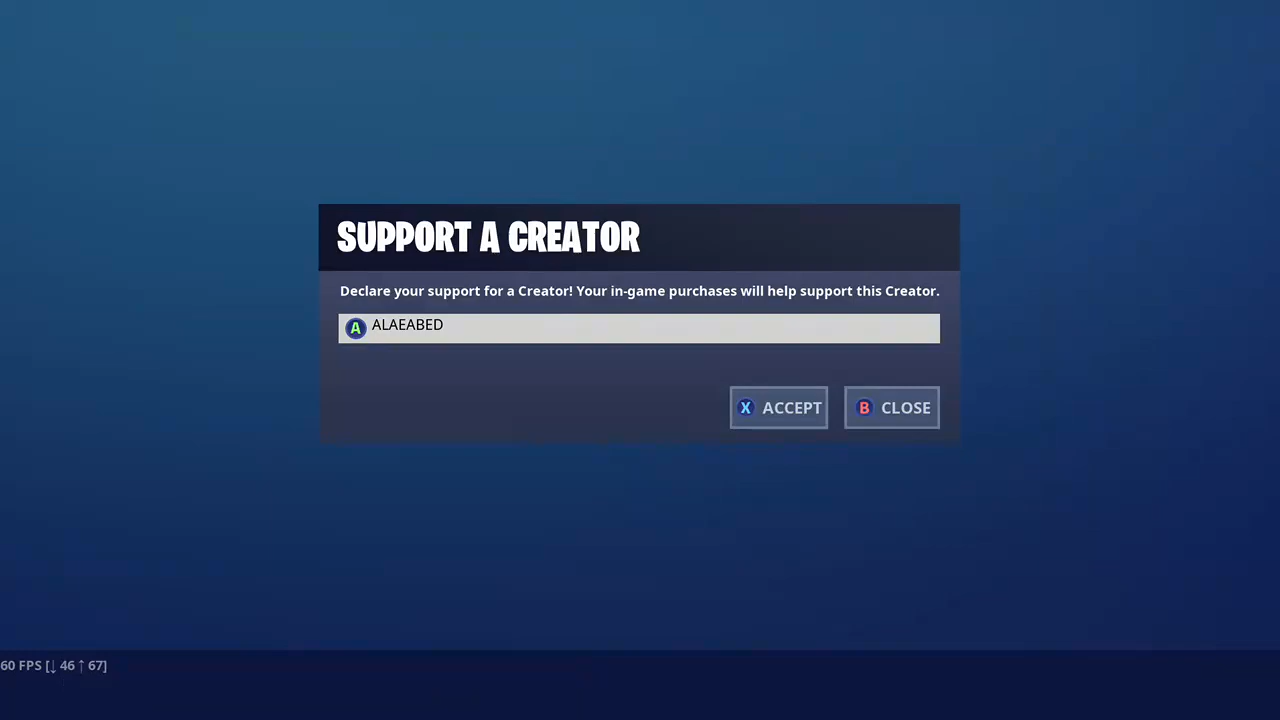 SUPPORT A CREATOR
Declare your support for a Creator! Your in-game purchases will help support this Creator.
A ALAEABED
X ACCEPT B CLOSE
60 FPS [↓ 46 ↑ 67]